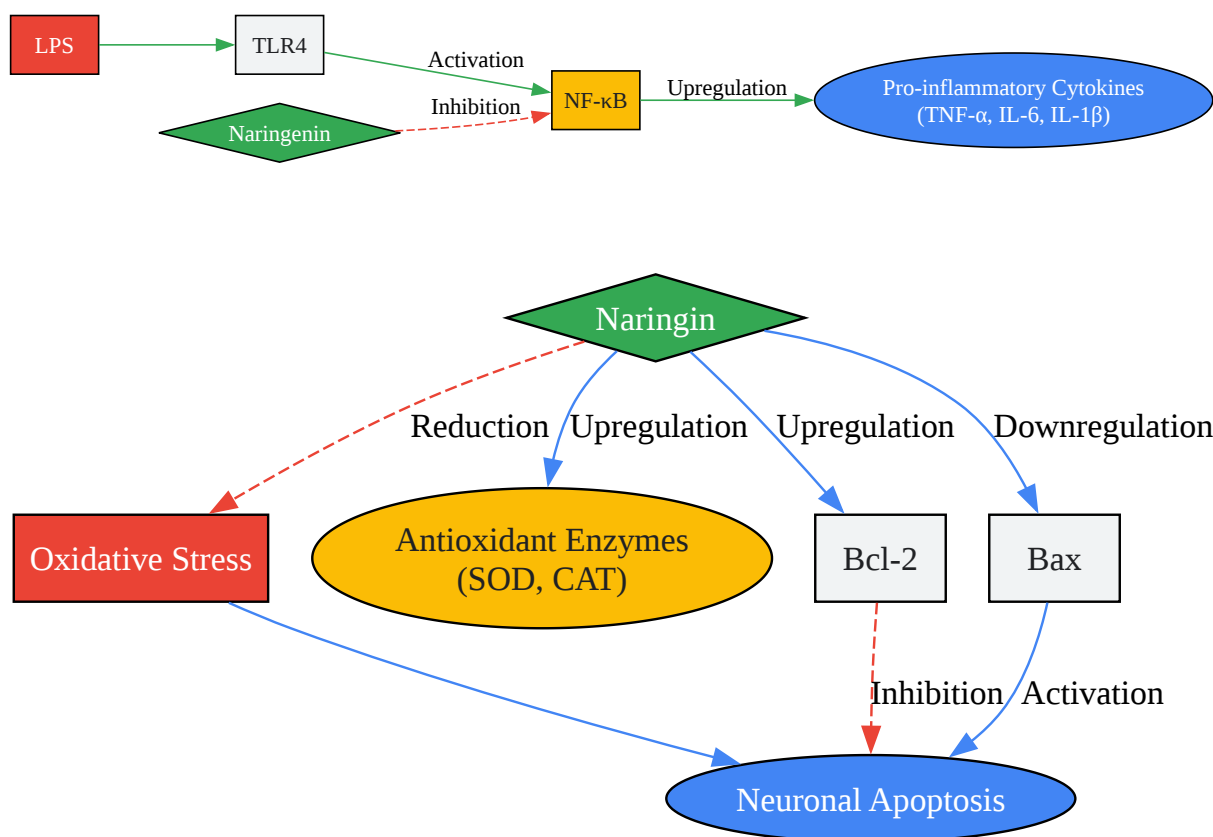 LPS
TLR4
Activation
Inhibition
Naringenin
NF-κB
Upregulation
Pro-inflammatory Cytokines
(TNF-α, IL-6, IL-1β)
Naringin
Reduction
Upregulation
Upregulation
Downregulation
Oxidative Stress
Antioxidant Enzymes
(SOD, CAT)
Bcl-2
Bax
Inhibition
Activation
Neuronal Apoptosis